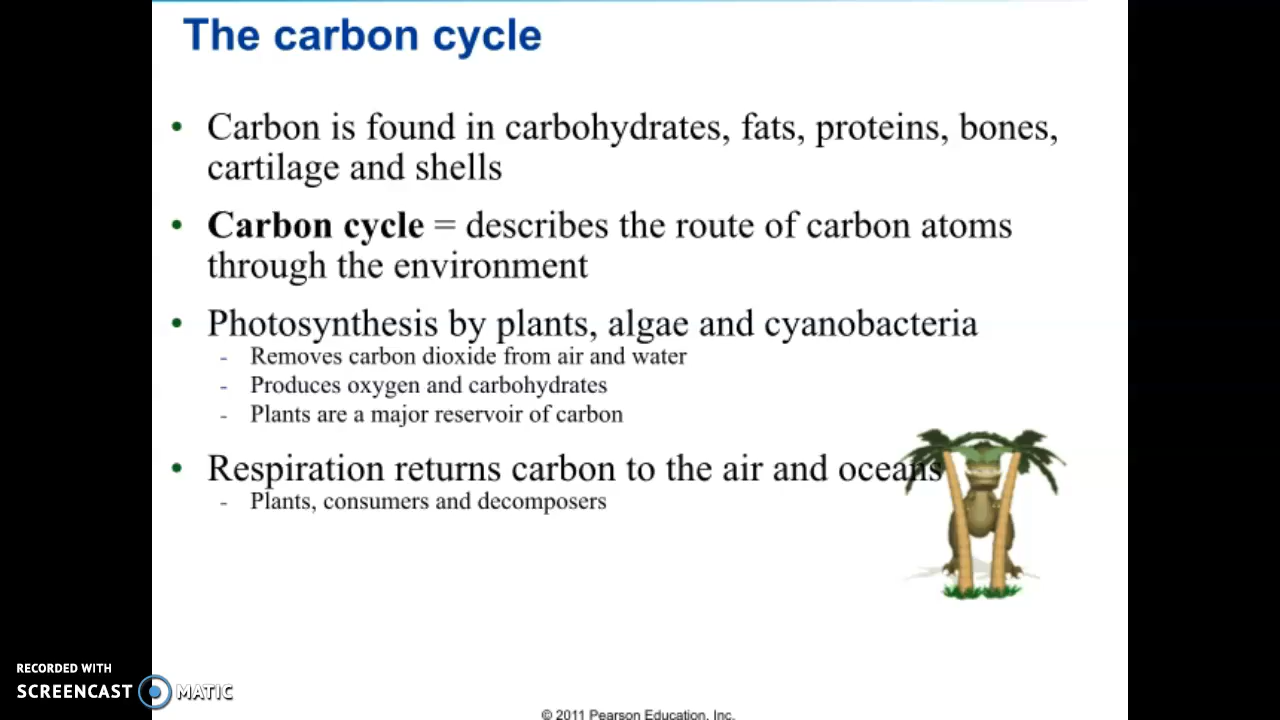 The carbon cycle
• Carbon is found in carbohydrates, fats, proteins, bones,
cartilage and shells
• Carbon cycle = describes the route of carbon atoms
through the environment
• Photosynthesis by plants, algae and cyanobacteria
- Removes carbon dioxide from air and water
- Produces oxygen and carbohydrates
- Plants are a major reservoir of carbon
• Respiration returns carbon to the air and oceans
- Plants, consumers and decomposers
RECORDED WITH
SCREENCAST MATIC
© 2011 Pearson Education, Inc.